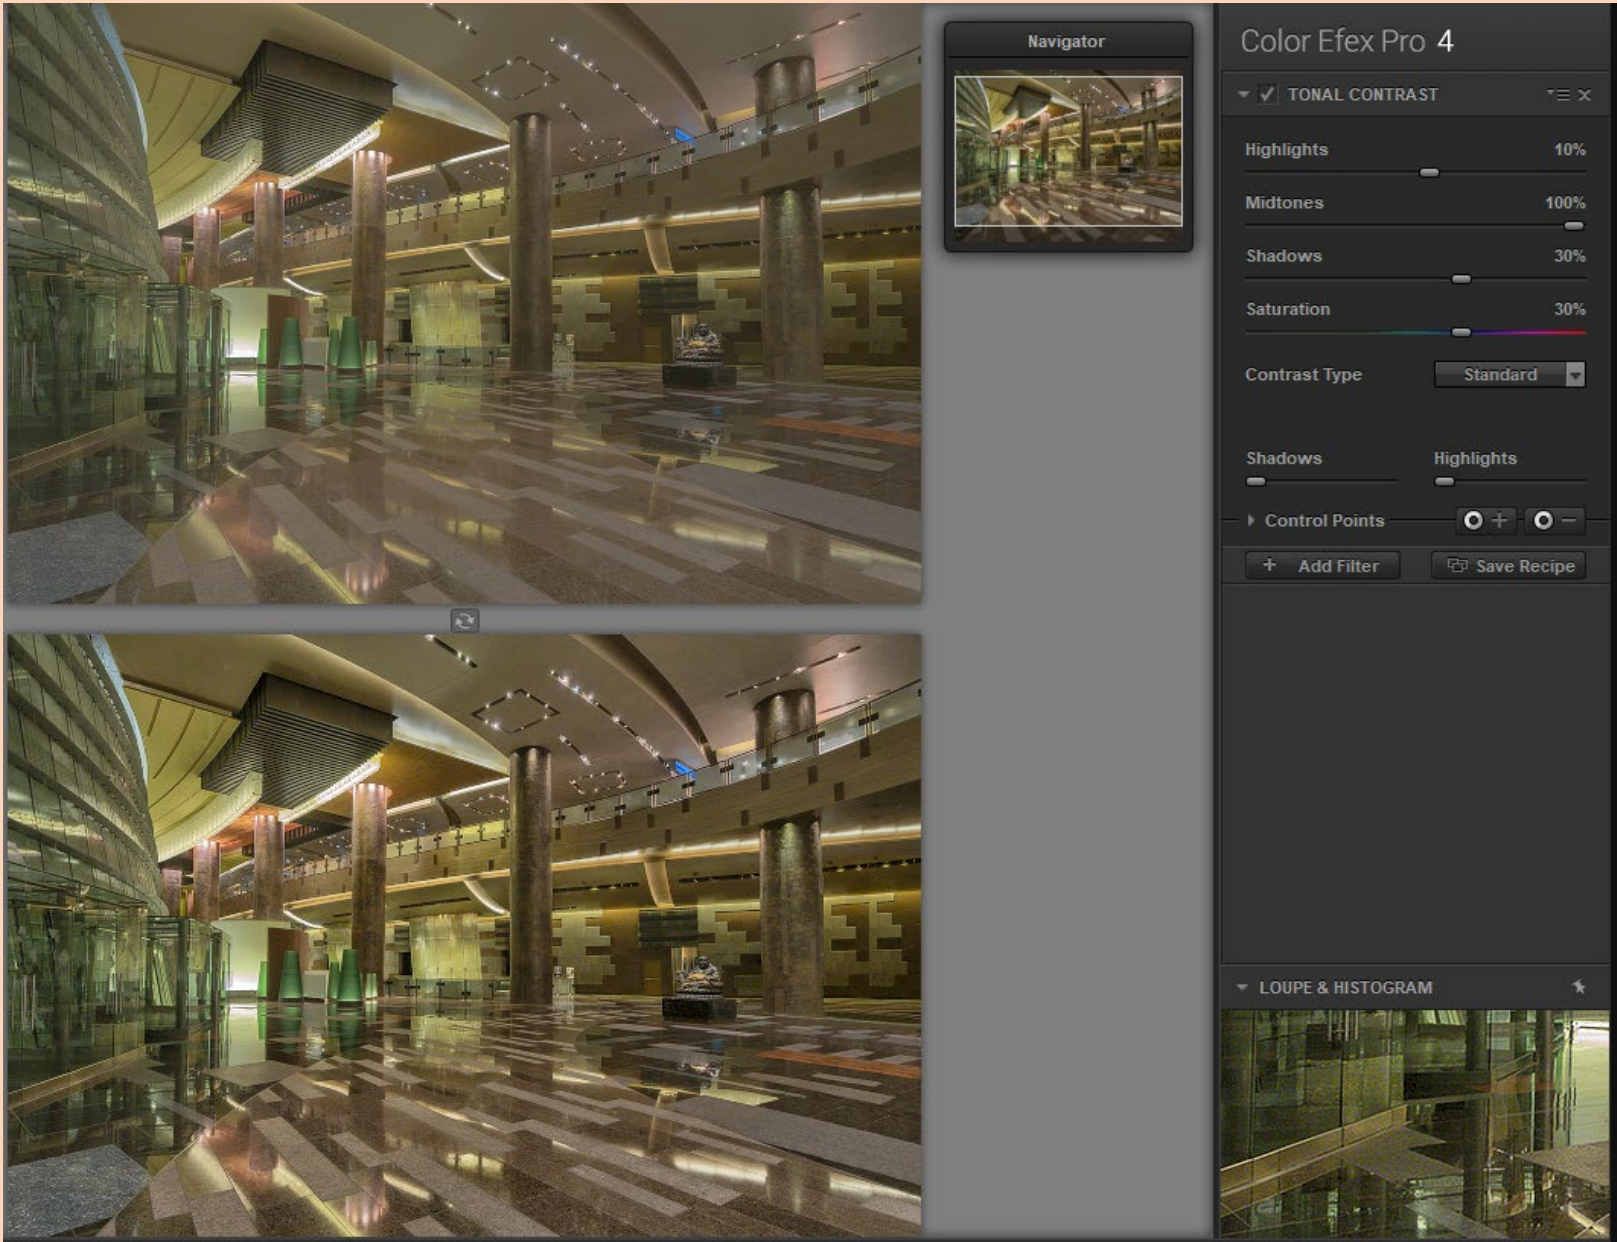 Navigator
Color Efex Pro 4
TONAL CONTRAST
Highlights 10%
Midtones 100%
Shadows 30%
Saturation 30%
Contrast Type Standard
Shadows Highlights
Control Points
Add Filter Save Recipe
LOUPE & HISTOGRAM